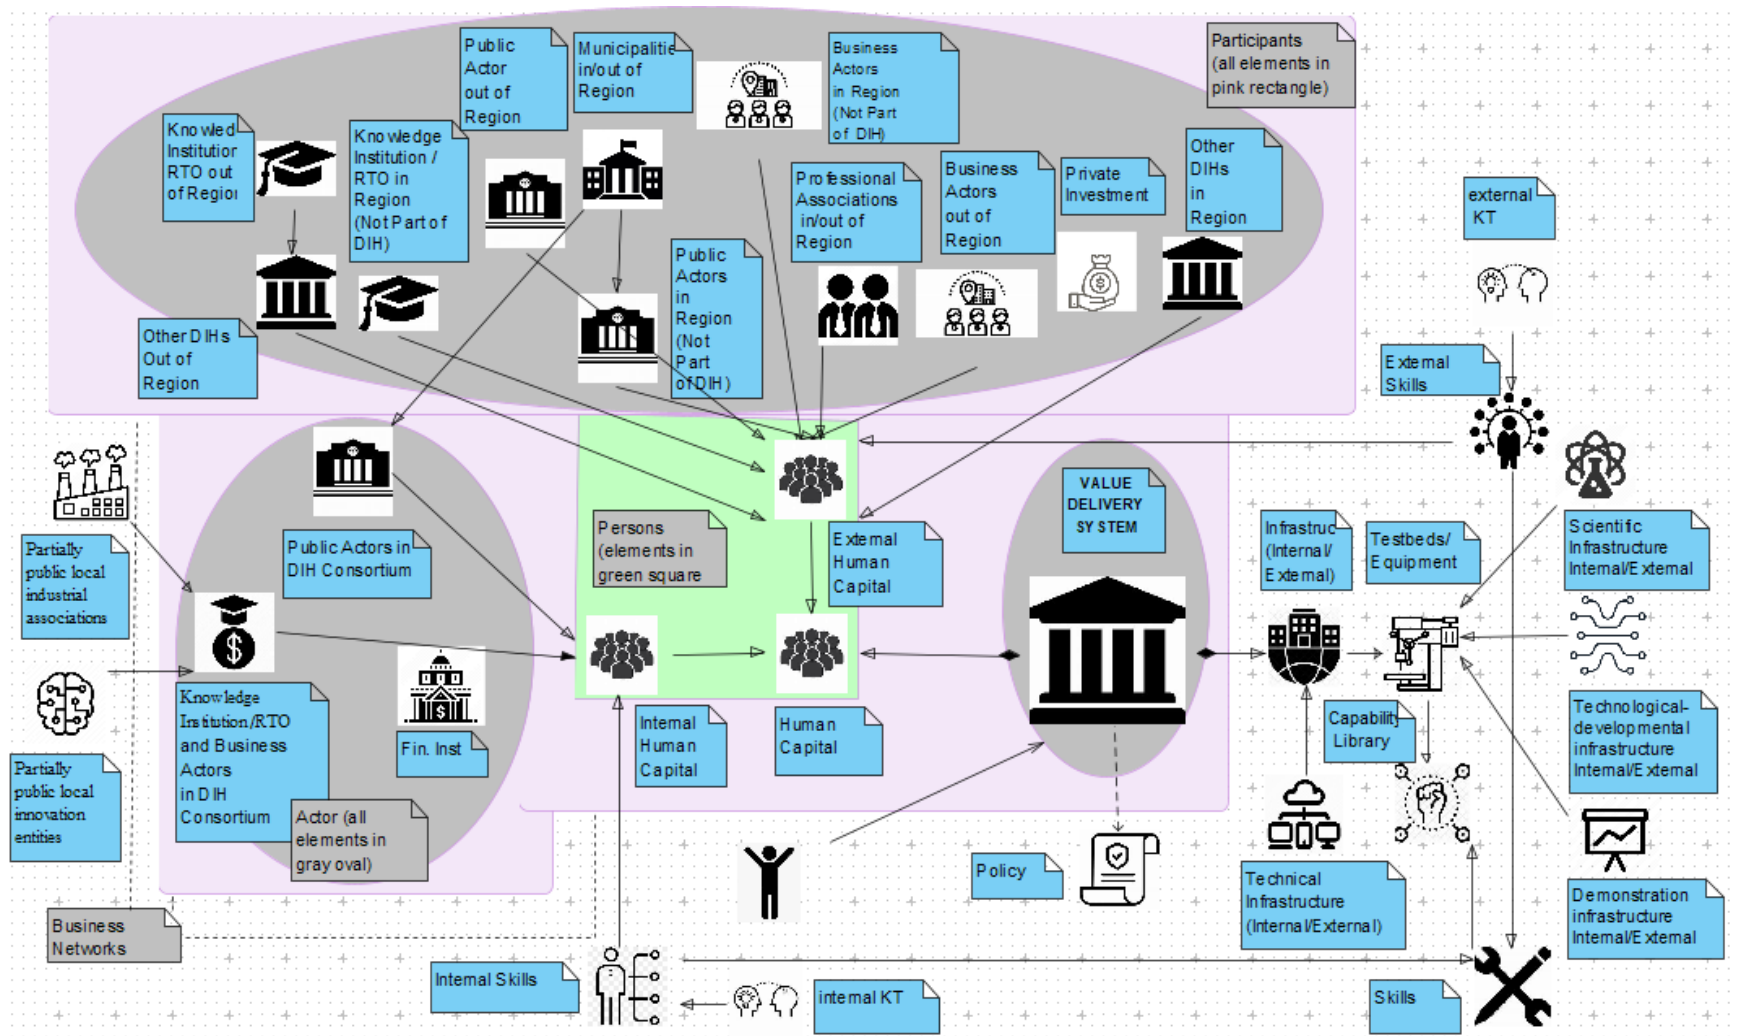 Public
Actor
out of
Region
Municipalitie
in/out of
Region
Business
Actors
in Region
(Not Part
of DIH)
Participants
(all elements in
pink rectangle)
Knowled
Institution
RTO out
of Region
Knowledge
Institution /
RTO in
Region
(Not Part of
DIH)
Professional
Associations
in/out of
Region
Business
Actors
out of
Region
Private
Investment
Other
DIHs
in
Region
external
KT
Public
Actors
in
Region
(Not
Part
of DIH)
Other DIHs
Out of
Region
External
Skills
VALUE
DELIVERY
SYSTEM
Persons
(elements in
green square
External
Human
Capital
Infrastruc
(Internal/
External)
Testbeds/
Equipment
Scientific
Infrastructure
Internal/External
Partially
public local
industrial
associations
Public Actors in
DIH Consortium
Knowledge
Institution/RTO
and Business
Actors
in DIH
Consortium
Fin. Inst
Internal
Human
Capital
Human
Capital
Capability
Library
Technological-
developmental
infrastructure
Internal/External
Partially
public local
innovation
entities
Actor (all
elements in
gray oval)
Policy
Technical
Infrastructure
(Internal/External)
Demonstration
infrastructure
Internal/External
Business
Networks
Internal Skills
internal KT
Skills